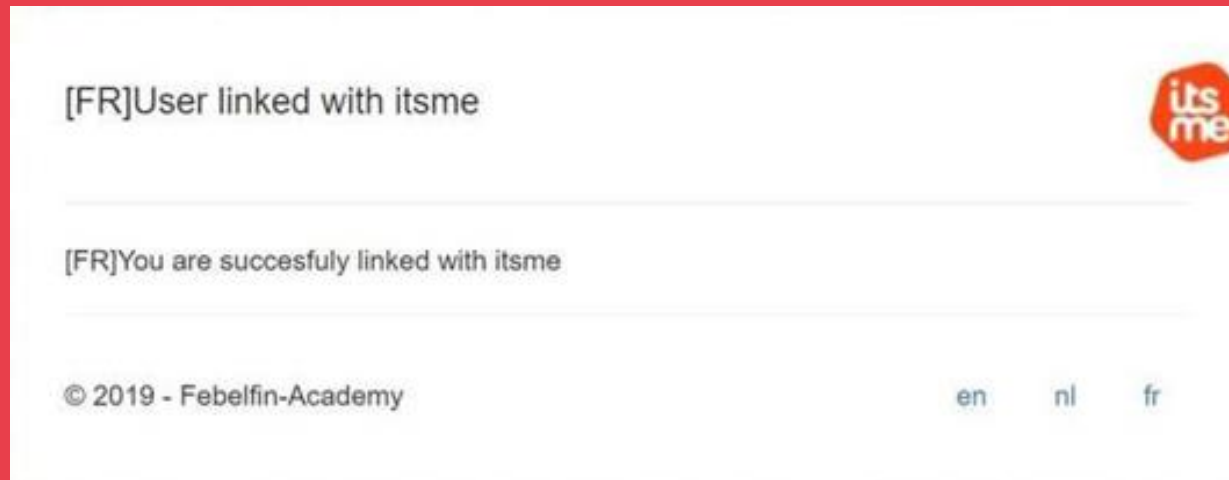 [FR]User linked with itsme
its
me
[FR]You are succesfuly linked with itsme
© 2019 - Febelfin-Academy en nl fr